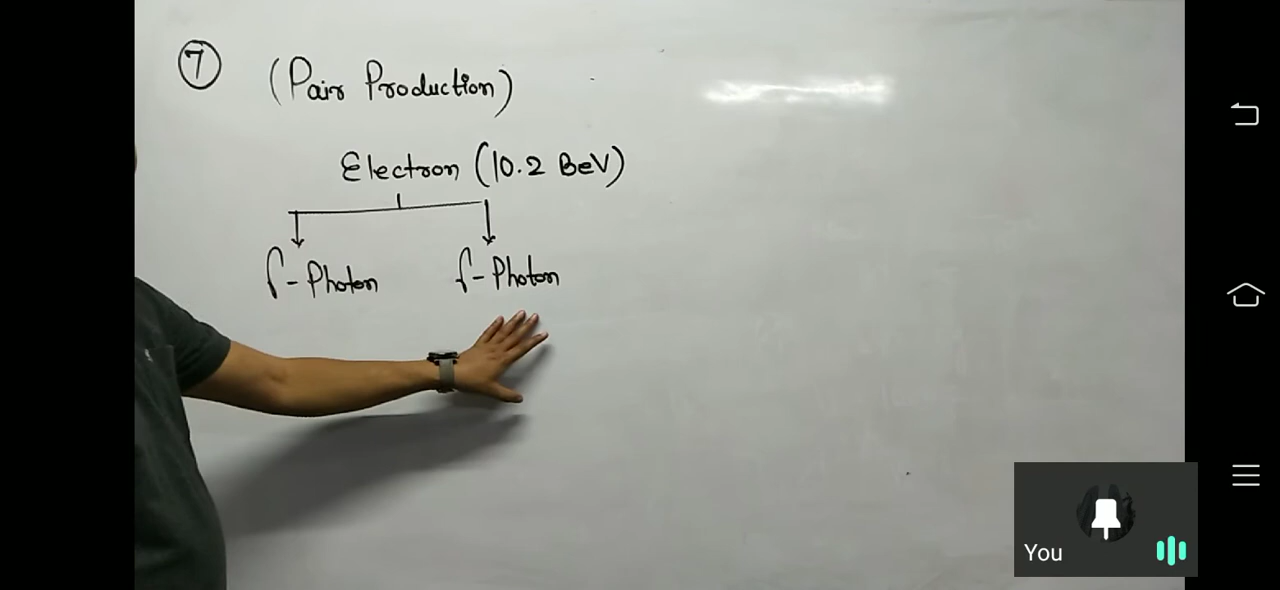 7 (Pair Production)
Electron (10.2 BeV)
γ-Photon γ-Photon
You